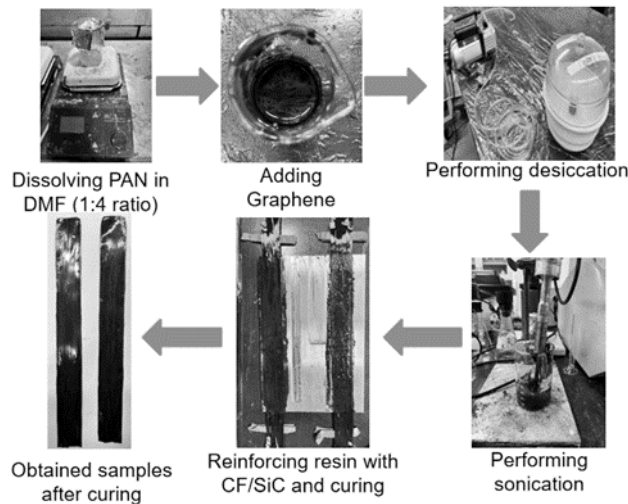 Dissolving PAN in
DMF (1:4 ratio)
Adding
Graphene
Performing desiccation
Performing
sonication
Reinforcing resin with
CF/SiC and curing
Obtained samples
after curing